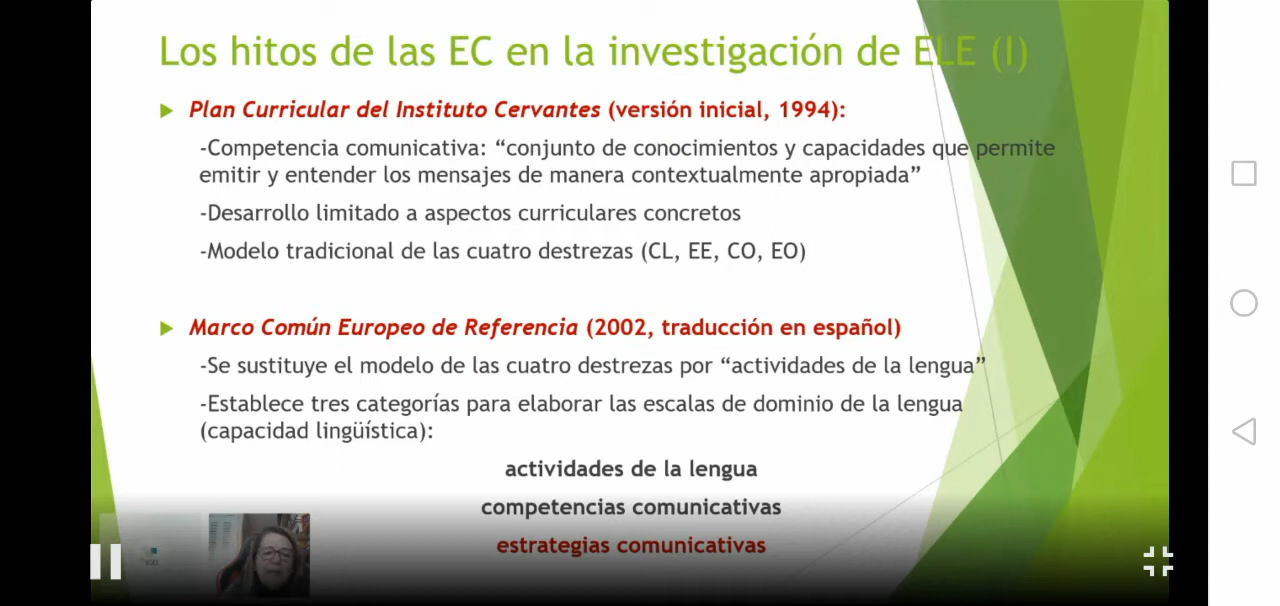 Los hitos de las EC en la investigación de ELE (I)
Plan Curricular del Instituto Cervantes (versión inicial, 1994):
-Competencia comunicativa: “conjunto de conocimientos y capacidades que permite
emitir y entender los mensajes de manera contextualmente apropiada”
-Desarrollo limitado a aspectos curriculares concretos
-Modelo tradicional de las cuatro destrezas (CL, EE, CO, EO)
Marco Común Europeo de Referencia (2002, traducción en español)
-Se sustituye el modelo de las cuatro destrezas por “actividades de la lengua”
-Establece tres categorías para elaborar las escalas de dominio de la lengua
(capacidad lingüística):
actividades de la lengua
competencias comunicativas
estrategias comunicativas